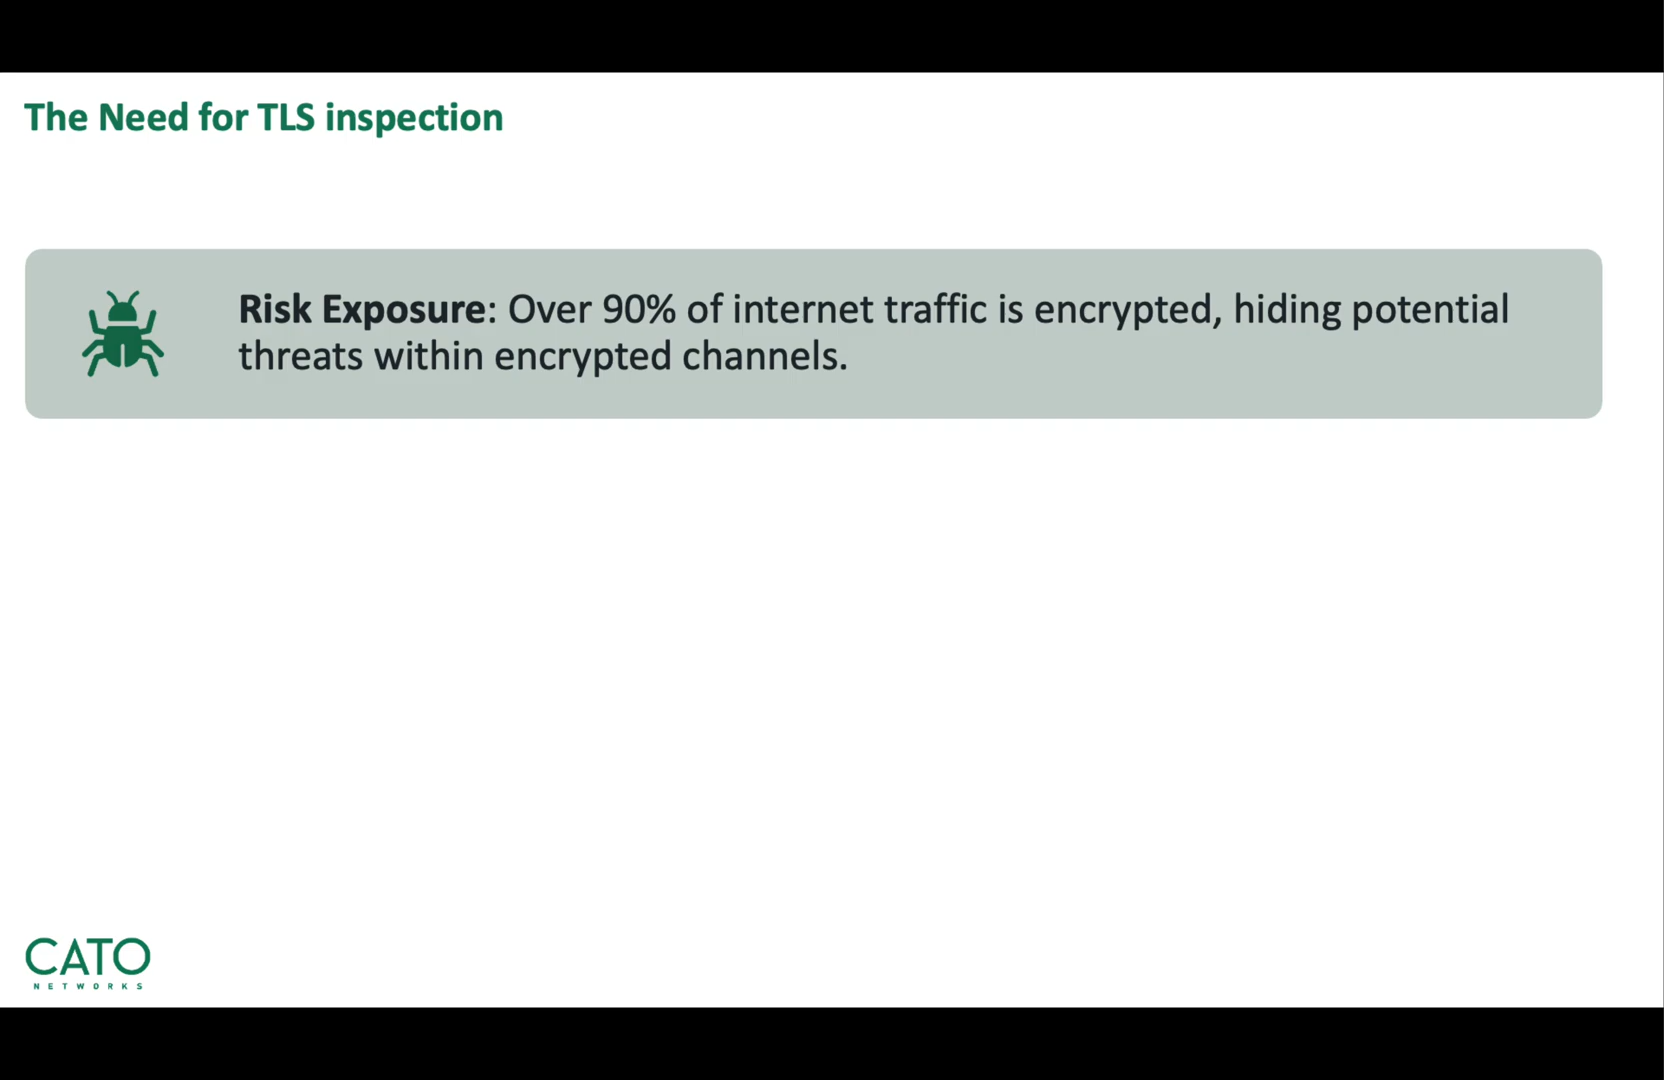 The Need for TLS inspection
Risk Exposure: Over 90% of internet traffic is encrypted, hiding potential
threats within encrypted channels.
CATO
NETWORKS